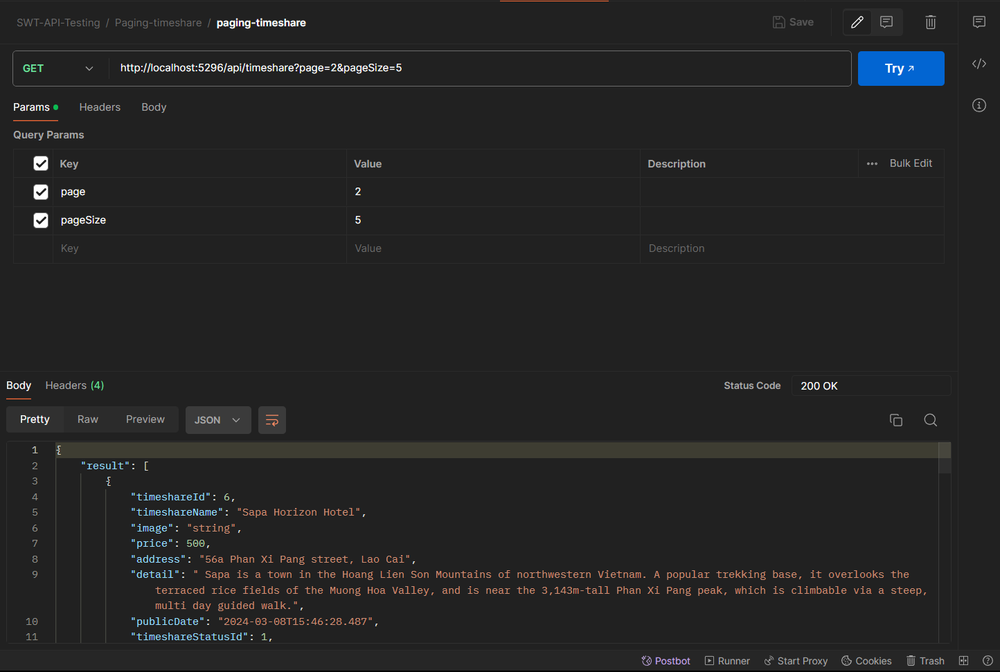 SWT-API-Testing / Paging-timeshare / paging-timeshare
Save
GET
http://localhost:5296/api/timeshare?page=2&pageSize=5
Try
Params Headers Body
Query Params
Key Value Description Bulk Edit
page 2
pageSize 5
Key Value Description
Body Headers (4) Status Code 200 OK
Pretty Raw Preview JSON
1 {
2 "result": [
3 {
4 "timeshareId": 6,
5 "timeshareName": "Sapa Horizon Hotel",
6 "image": "string",
7 "price": 500,
8 "address": "56a Phan Xi Pang street, Lao Cai",
9 "detail": " Sapa is a town in the Hoang Lien Son Mountains of northwestern Vietnam. A popular trekking base, it overlooks the
terraced rice fields of the Muong Hoa Valley, and is near the 3,143m-tall Phan Xi Pang peak, which is climbable via a steep,
multi day guided walk.",
10 "publicDate": "2024-03-08T15:46:28.487",
11 "timeshareStatusId": 1,
Postbot Runner Start Proxy Cookies Trash